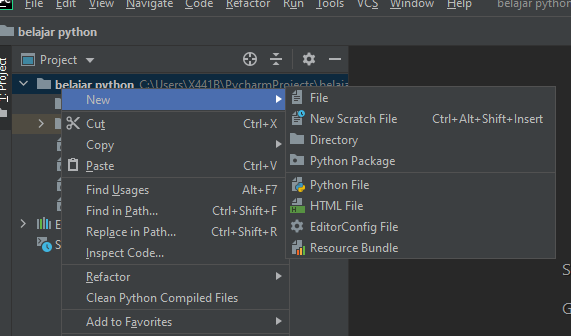 File Edit View Navigate Code Refactor Run Tools VCS Window Help belajar python
belajar python
Project
1: Project
belajar python C:\Users\X441B\PycharmProjects\belaja
New
Cut Ctrl+X
Copy
Paste Ctrl+V
Find Usages Alt+F7
Find in Path... Ctrl+Shift+F
Replace in Path... Ctrl+Shift+R
Inspect Code...
Refactor
Clean Python Compiled Files
Add to Favorites
File
New Scratch File Ctrl+Alt+Shift+Insert
Directory
Python Package
Python File
HTML File
EditorConfig File
Resource Bundle
E
S
S
G